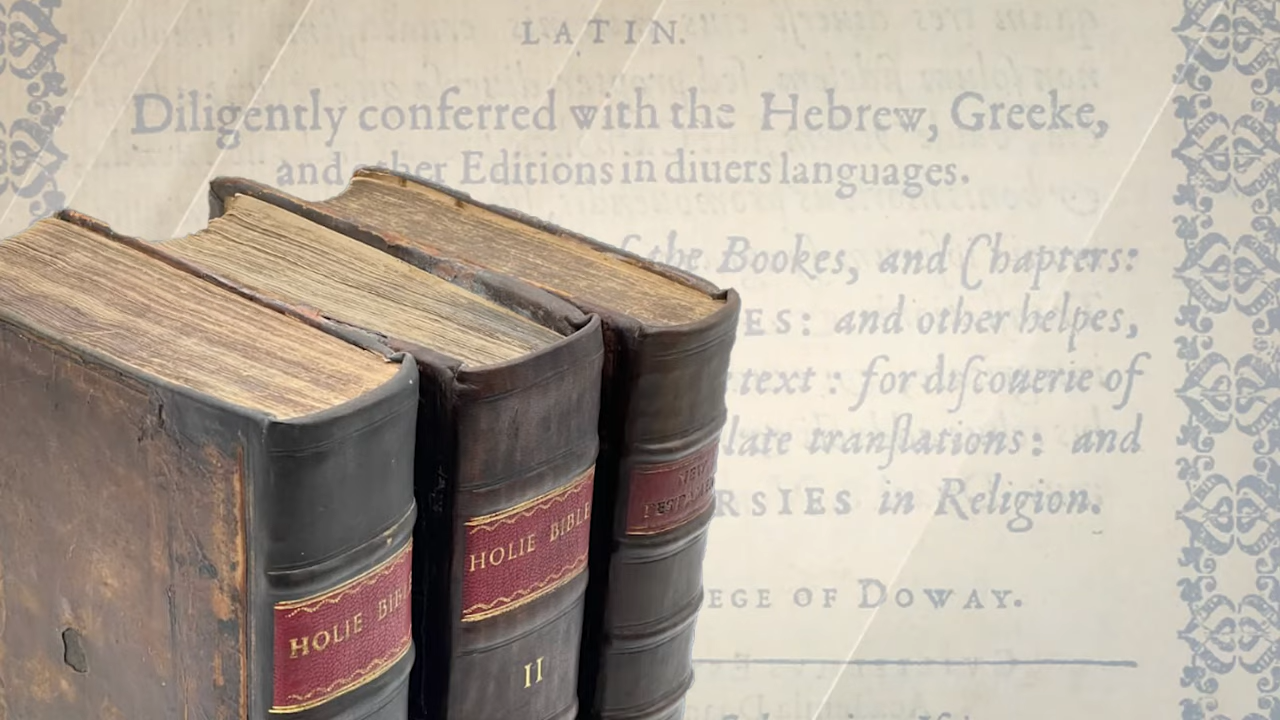 LATIN.
Diligently conferred with the Hebrew, Greeke,
and other Editions in diuers languages.
the Bookes, and Chapters:
ES: and other helpes,
text: for diſcouerie of
late tranſlations: and
RSIES in Religion.
EGE OF DOWAY.
HOLIE BIBLE
HOLIE BIBLE
II
NEW
TESTAMEN